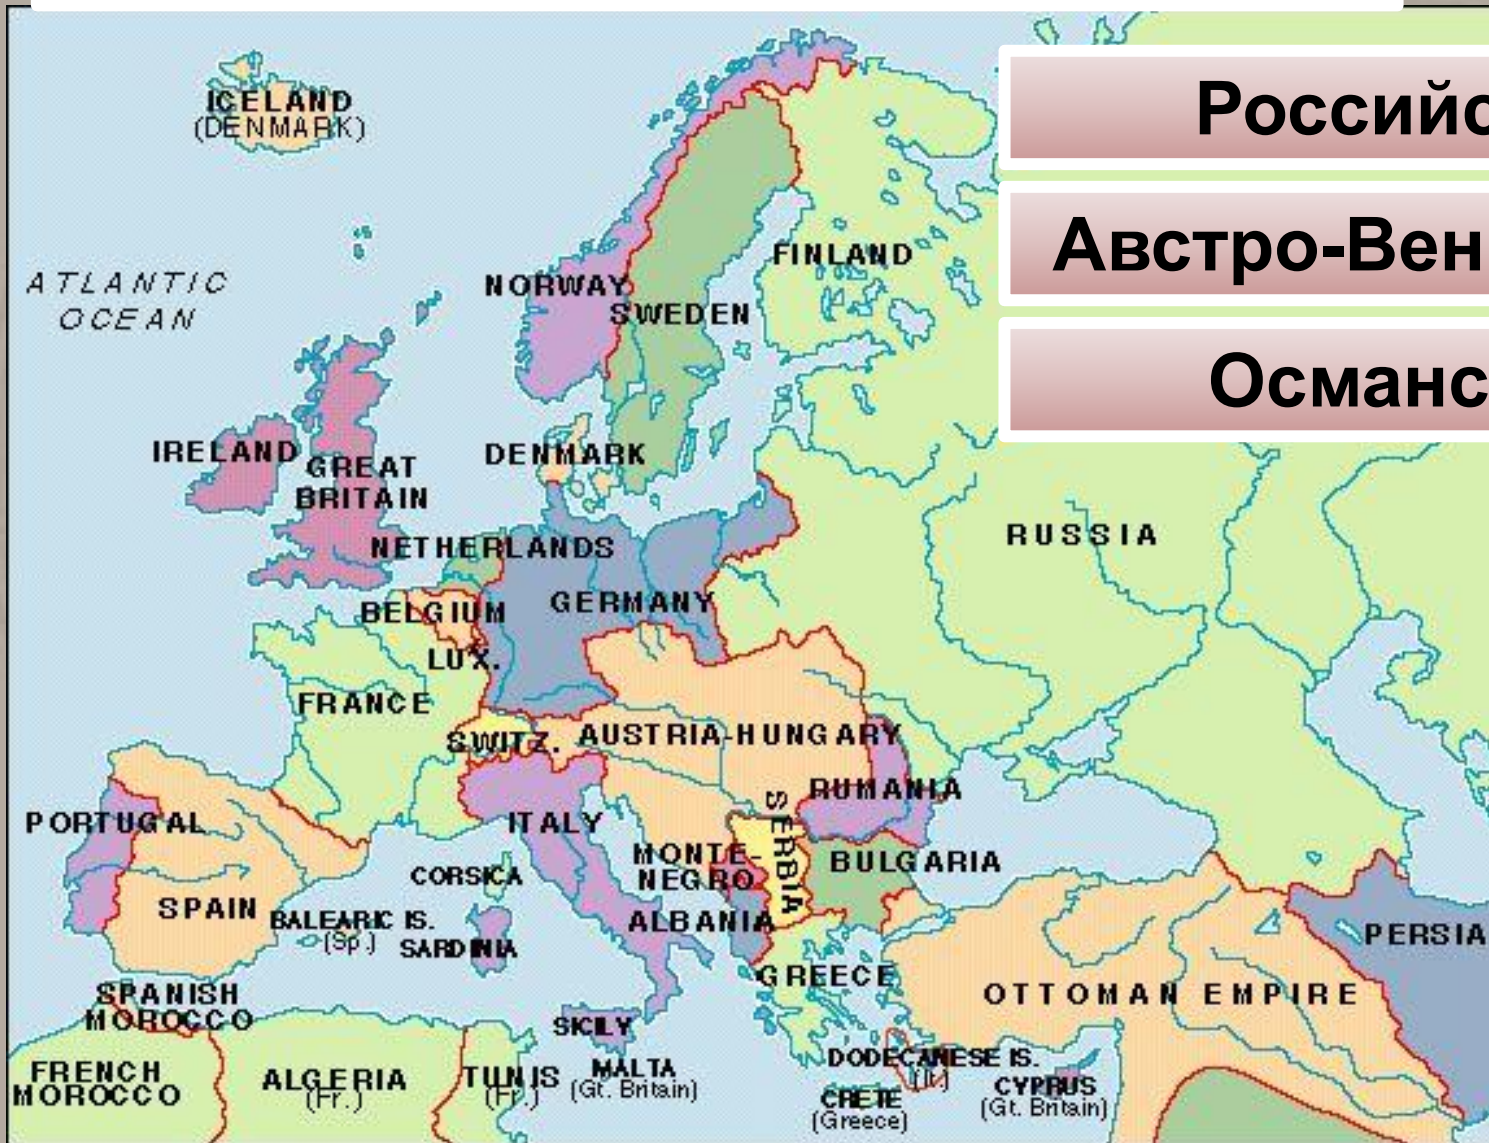 Российс
Австро-Вен
Османс
ICELAND
(DENMARK)
ATLANTIC
OCEAN
NORWAY
SWEDEN
FINLAND
IRELAND
GREAT
BRITAIN
DENMARK
NETHERLANDS
RUSSIA
BELGIUM
GERMANY
LUX.
FRANCE
SWITZ.
AUSTRIA-HUNGARY
RUMANIA
SERBIA
PORTUGAL
ITALY
MONTE-
NEGRO
BULGARIA
CORSICA
SPAIN
BALEARIC IS.
(Sp.)
SARDINIA
ALBANIA
PERSIA
GREECE
OTTOMAN EMPIRE
SPANISH
MOROCCO
SICILY
FRENCH
MOROCCO
ALGERIA
(Fr.)
TUNIS
(Fr.)
MALTA
(Gt. Britain)
DODECANESE IS.
(It.)
CRETE
(Greece)
CYPRUS
(Gt. Britain)